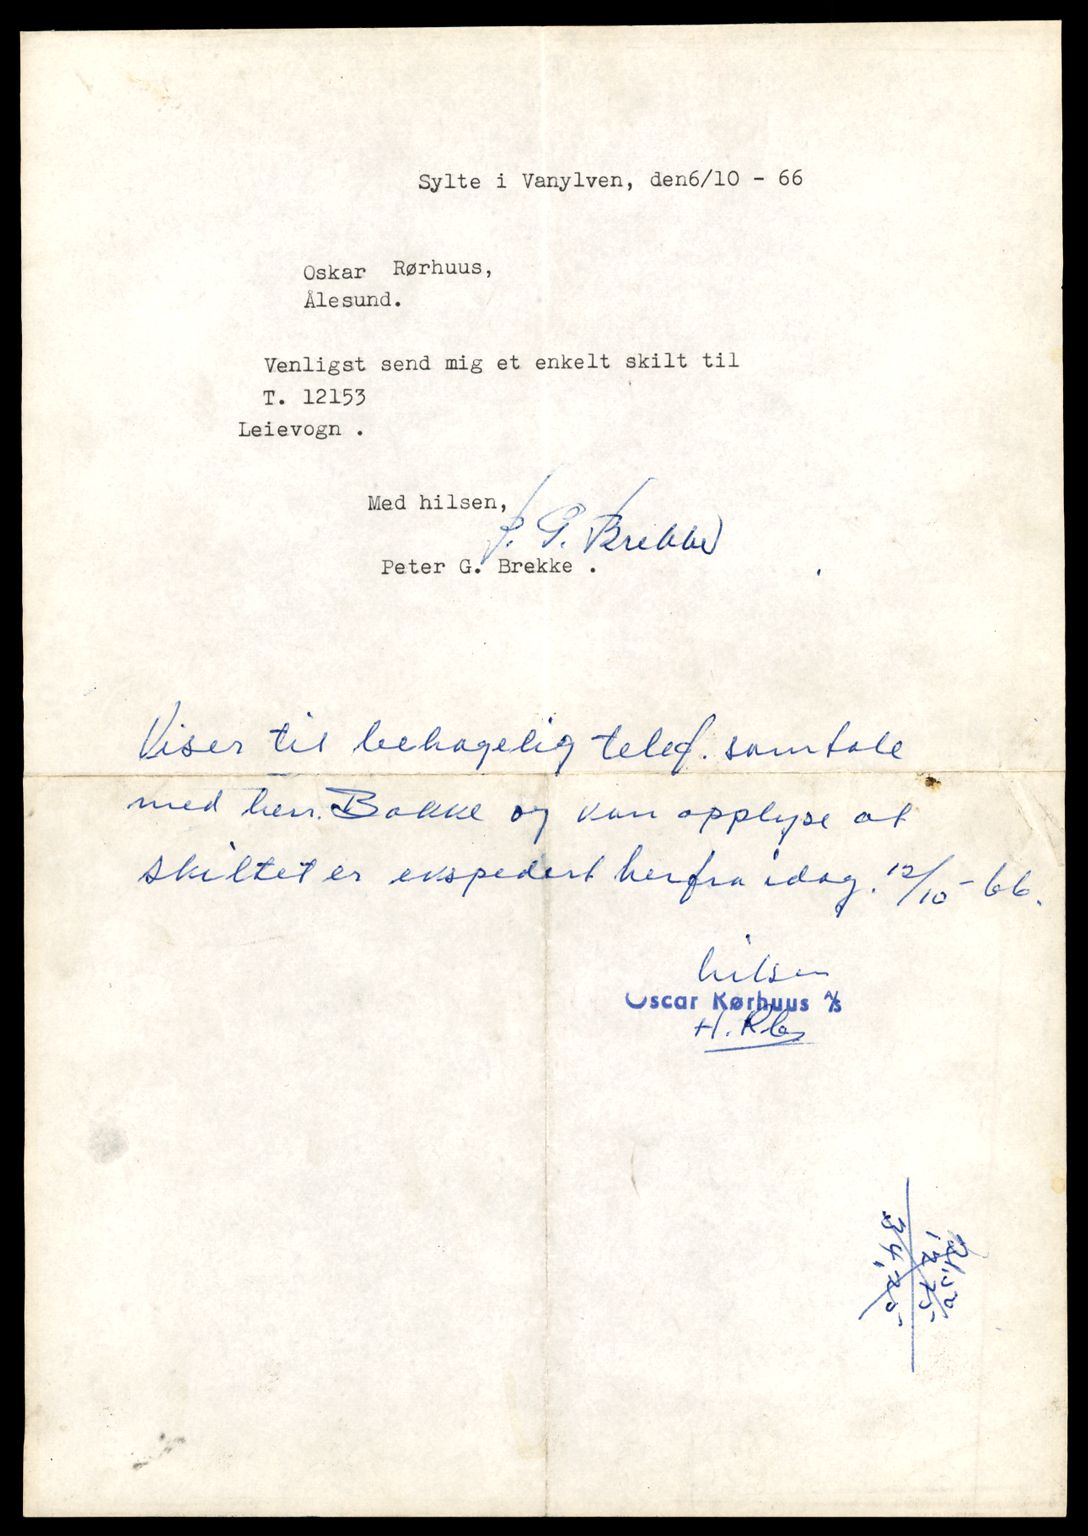 Sylte i Vanylven, den6/10 - 66
Oskar Rørhuus,
Ålesund.
Venligst send mig et enkelt skilt til
T. 12153
Leievogn .
Med hilsen,
P. G. Brekke
Peter G. Brekke .
Viser til behagelig telef. samtale
med herr. Bakke og kan opplyse at
skiltet er ekspedert herfra idag. 12/10 - 66.
hilsen
Oscar Rørhuus A/S